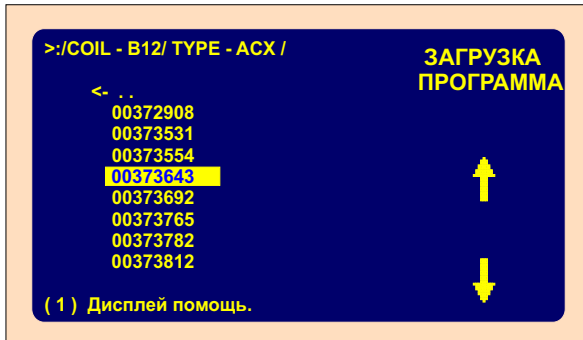 >:/COIL - B12/ TYPE - ACX /
ЗАГРУЗКА
ПРОГРАММА
<- . .
00372908
00373531
00373554
00373643
00373692
00373765
00373782
00373812
( 1 ) Дисплей помощь.